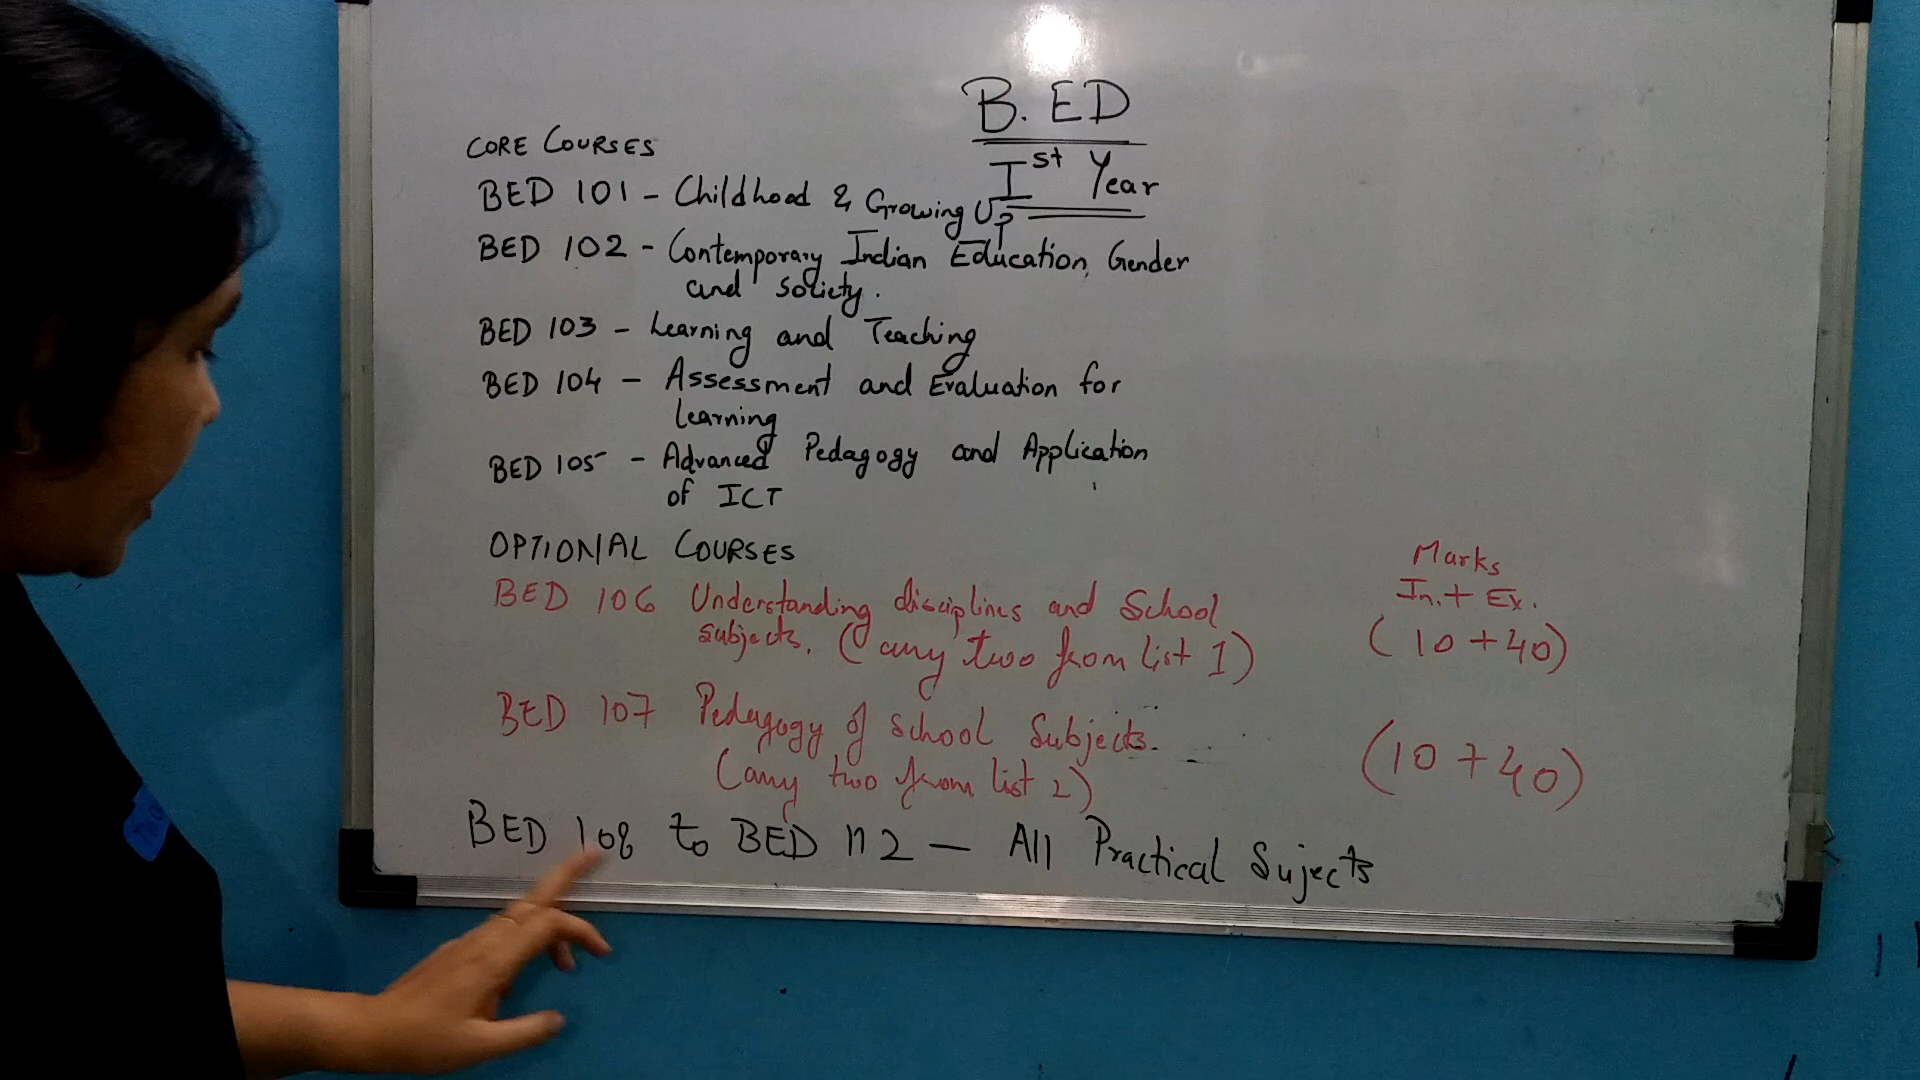 B. ED
Ist Year
CORE COURSES
BED 101 - Childhood & Growing Up
BED 102 - Contemporary Indian Education, Gender
and Society.
BED 103 - Learning and Teaching
BED 104 - Assessment and Evaluation for
Learning
BED 105 - Advanced Pedagogy and Application
of ICT
OPTIONAL COURSES
Marks
In. + Ex.
BED 106 Understanding disciplines and School
subjects. (any two from list 1) (10 + 40)
BED 107 Pedagogy of School Subjects.
(any two from list 2) (10 + 40)
BED 108 to BED 112 - All Practical Sujects